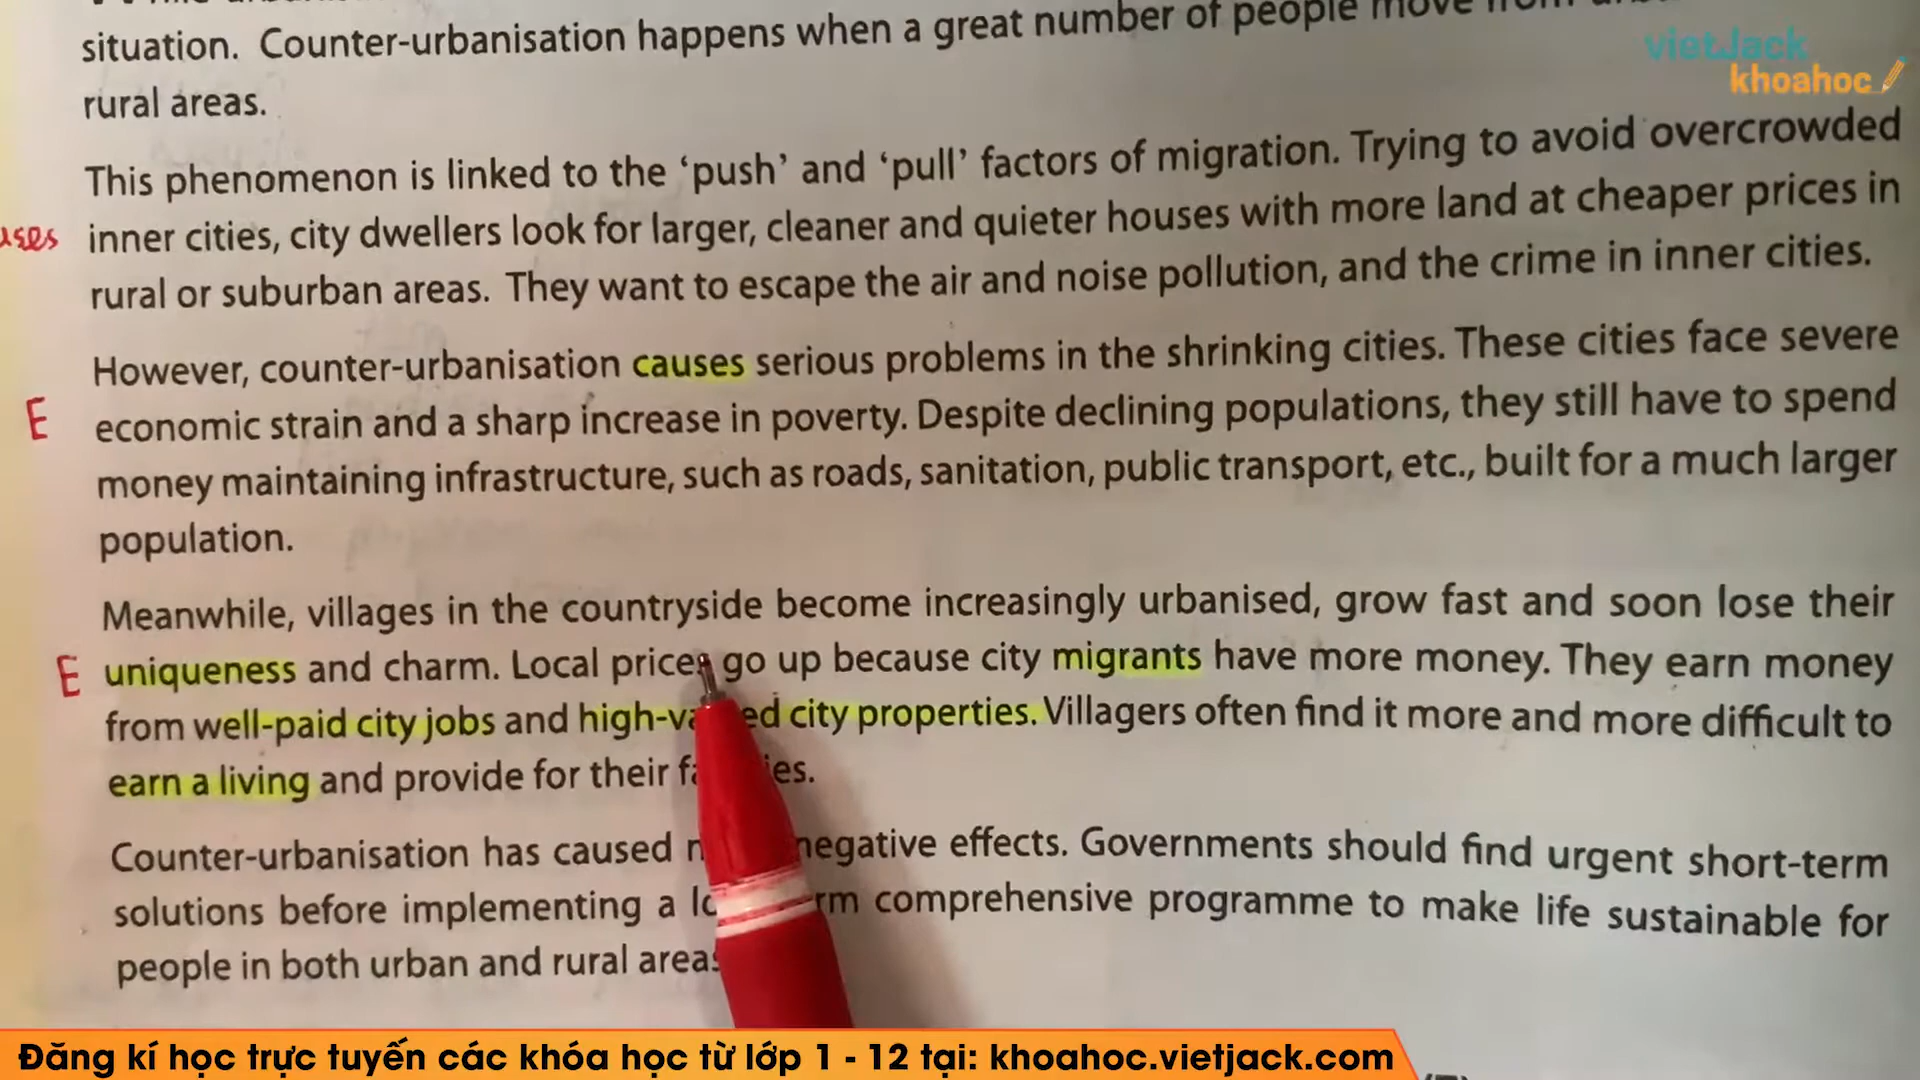 situation. Counter-urbanisation happens when a great number of people move from
rural areas.
vietJack
khoahoc
This phenomenon is linked to the ‘push’ and ‘pull’ factors of migration. Trying to avoid overcrowded
inner cities, city dwellers look for larger, cleaner and quieter houses with more land at cheaper prices in
rural or suburban areas. They want to escape the air and noise pollution, and the crime in inner cities.
However, counter-urbanisation causes serious problems in the shrinking cities. These cities face severe
E economic strain and a sharp increase in poverty. Despite declining populations, they still have to spend
money maintaining infrastructure, such as roads, sanitation, public transport, etc., built for a much larger
population.
Meanwhile, villages in the countryside become increasingly urbanised, grow fast and soon lose their
E uniqueness and charm. Local prices go up because city migrants have more money. They earn money
from well-paid city jobs and city properties. Villagers often find it more and more difficult to
earn a living and provide for their
Counter-urbanisation has caused negative effects. Governments should find urgent short-term
solutions before implementing a comprehensive programme to make life sustainable for
people in both urban and rural areas
Đăng kí học trực tuyến các khóa học từ lớp 1 - 12 tại: khoahoc.vietjack.com